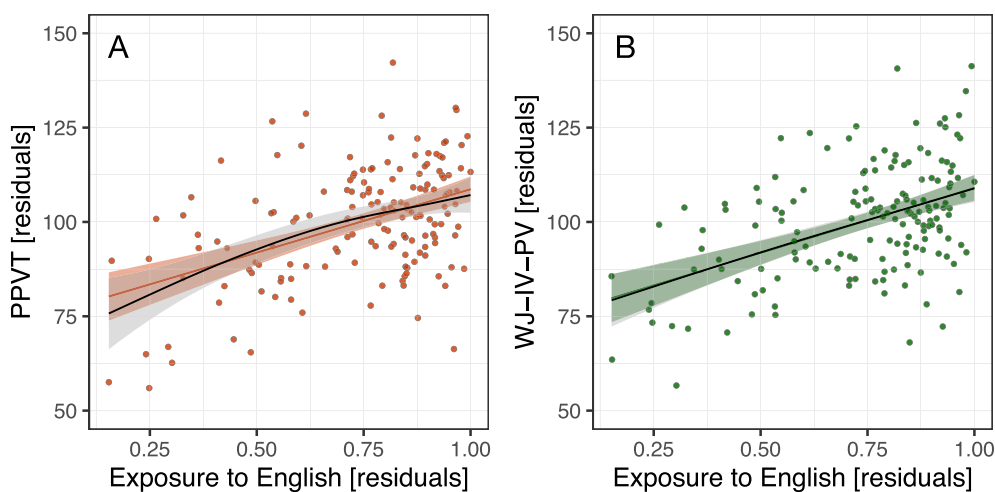 A
150
125
100
75
50
PPVT [residuals]
0.25 0.50 0.75 1.00
Exposure to English [residuals]
B
150
125
100
75
50
WJ−IV−PV [residuals]
0.25 0.50 0.75 1.00
Exposure to English [residuals]